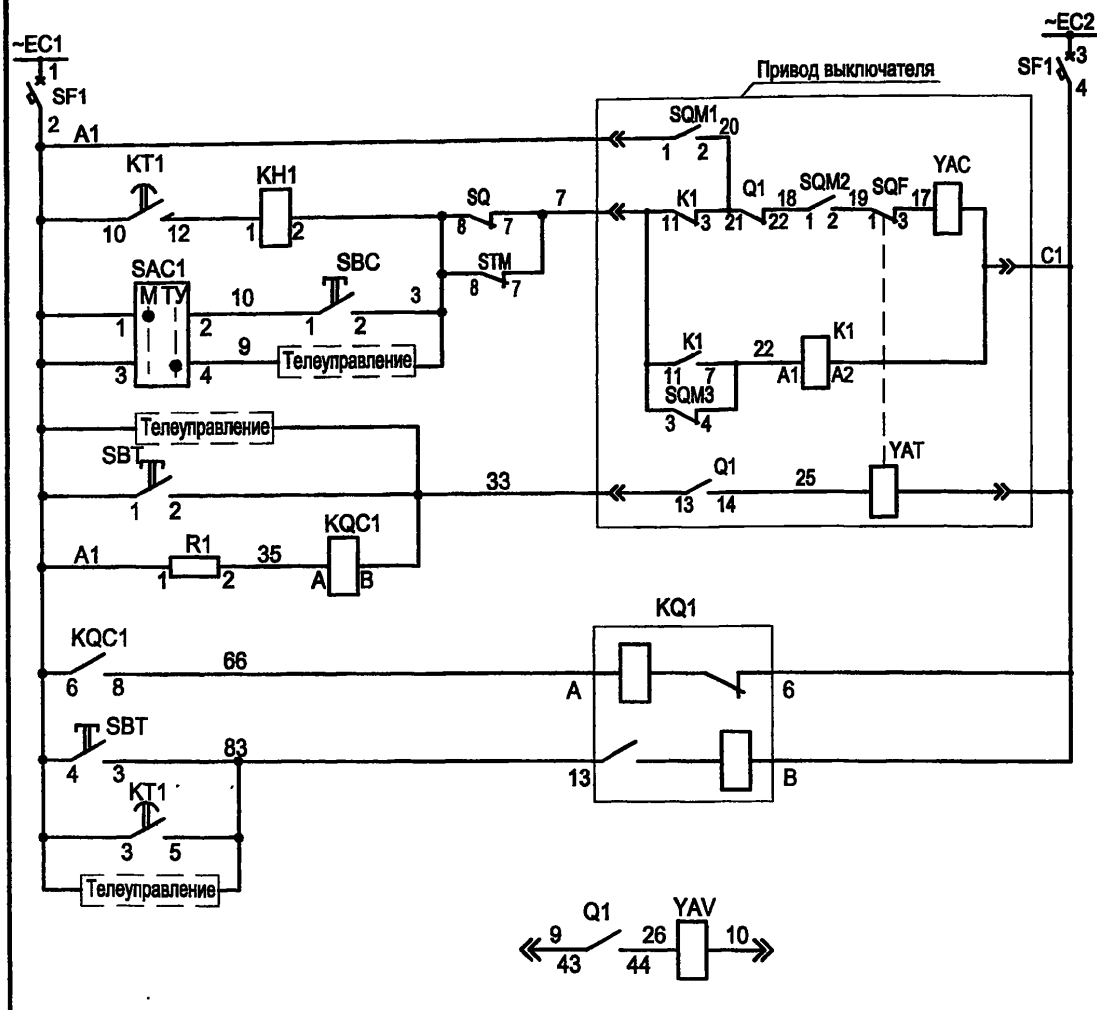 ~EC1
~EC2
1
3
SF1
SF1
2
4
Привод выключателя
A1
SQM1
20
1 2
KT1
KH1
SQ
7
K1
Q1
18
SQM2
19
SQF
17
YAC
10 12
1 2
8 7
11 3
21 22
1 2
1 3
C1
SAC1
М ТУ
10
SBC
3
STM
1 2
1 2
8 7
9
Телеуправление
3 4
K1
22
K1
11 7
A1 A2
SQM3
3 4
Телеуправление
SBT
33
Q1
25
YAT
1 2
13 14
A1
R1
35
KQC1
1 2
A B
KQ1
KQC1
66
6 8
A
6
SBT
83
4 3
13
B
KT1
3 5
Телеуправление
Q1
YAV
9
26
10
43 44